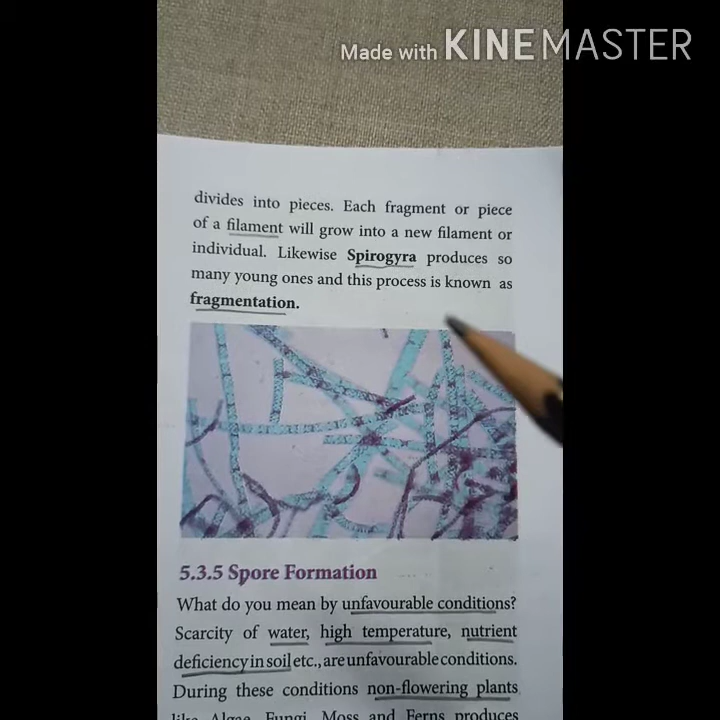 Made with KINEMASTER
divides into pieces. Each fragment or piece
of a filament will grow into a new filament or
individual. Likewise Spirogyra produces so
many young ones and this process is known as
fragmentation.
5.3.5 Spore Formation
What do you mean by unfavourable conditions?
Scarcity of water, high temperature, nutrient
deficiency in soil etc., are unfavourable conditions.
During these conditions non-flowering plants
like Algae, Fungi, Moss and Ferns produces